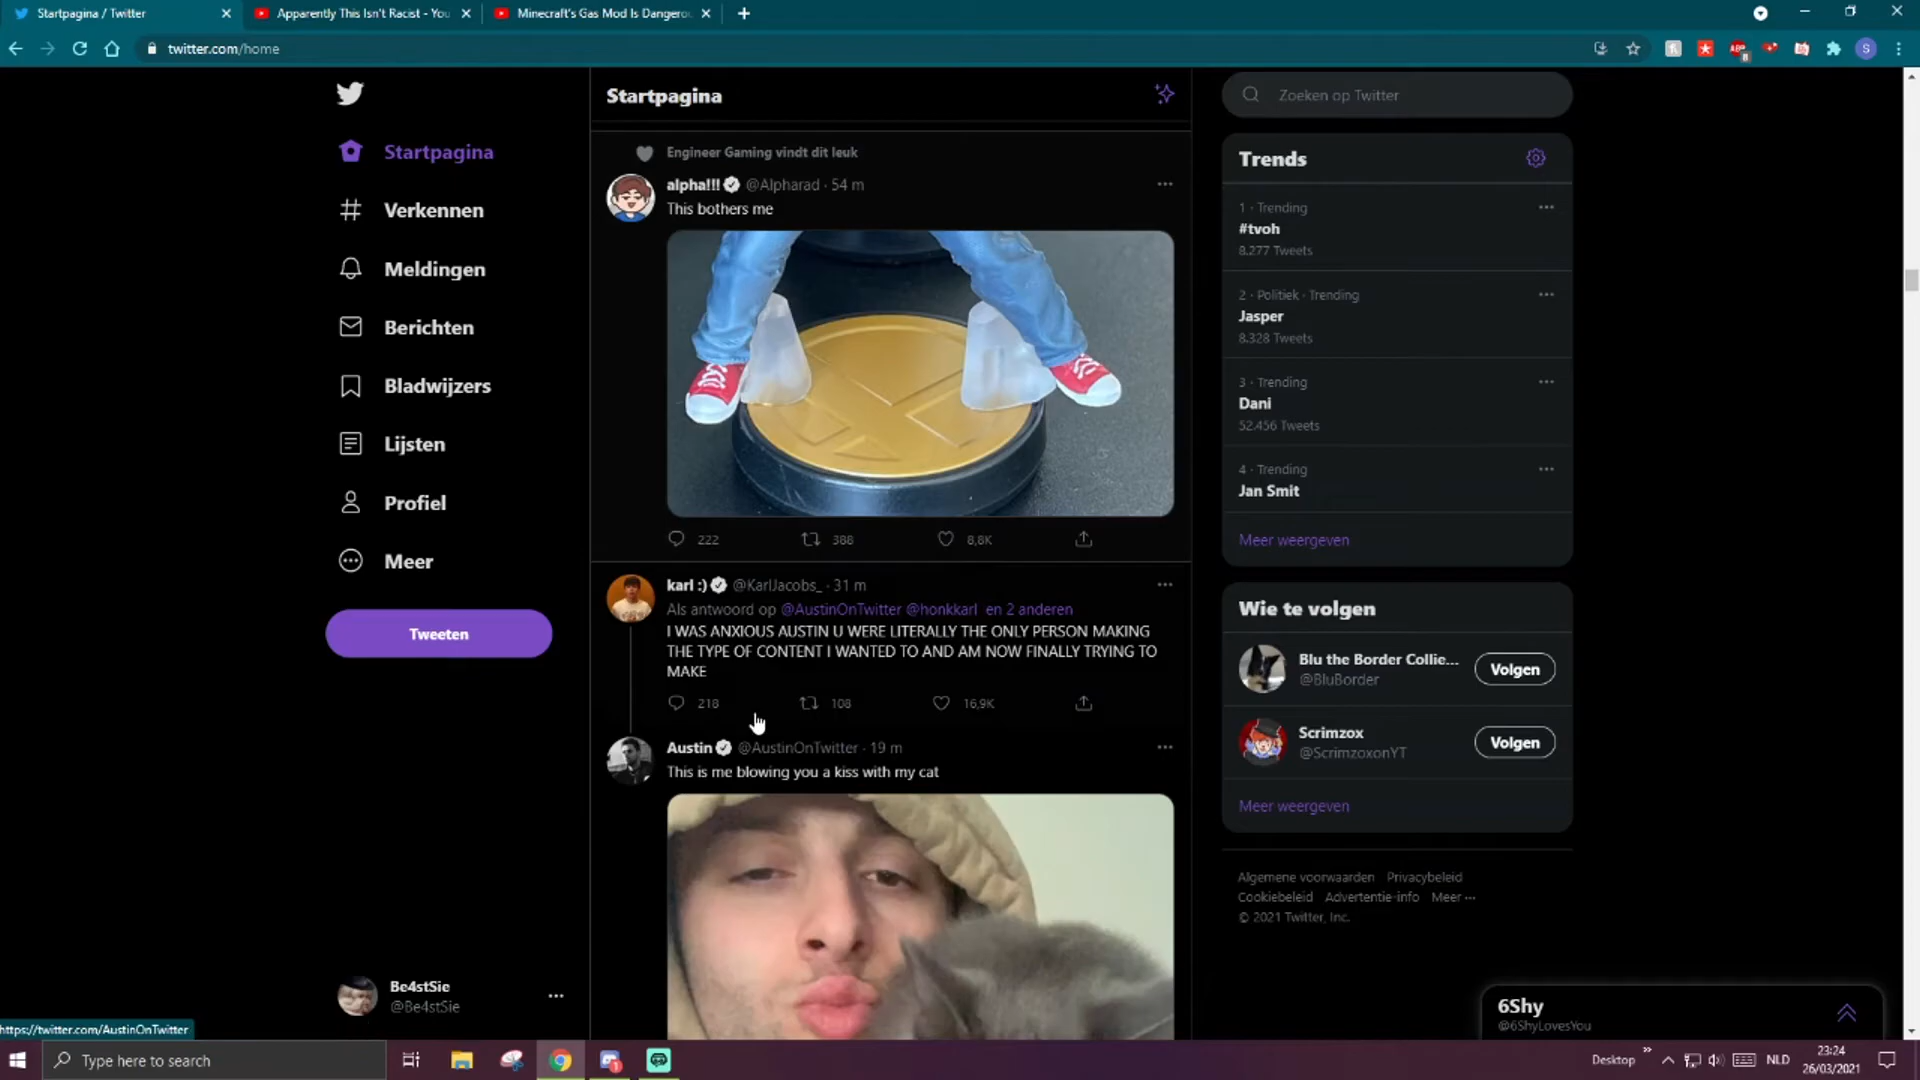 Startpagina / Twitter
Apparently This Isn't Racist - You
Minecraft's Gas Mod Is Dangerou
twitter.com/home
Startpagina
Verkennen
Meldingen
Berichten
Bladwijzers
Lijsten
Profiel
Meer
Tweeten
Be4stSie
@Be4stSie
https://twitter.com/AustinOnTwitter
Startpagina
Engineer Gaming vindt dit leuk
alpha!!! @Alpharad · 54 m
This bothers me
222 388 8,8K
karl :) @KarlJacobs_ · 31 m
Als antwoord op @AustinOnTwitter @honkkarl en 2 anderen
I WAS ANXIOUS AUSTIN U WERE LITERALLY THE ONLY PERSON MAKING
THE TYPE OF CONTENT I WANTED TO AND AM NOW FINALLY TRYING TO
MAKE
218 108 16,9K
Austin @AustinOnTwitter · 19 m
This is me blowing you a kiss with my cat
Zoeken op Twitter
Trends
1 · Trending
#tvoh
8.277 Tweets
2 · Politiek · Trending
Jasper
8.328 Tweets
3 · Trending
Dani
52.456 Tweets
4 · Trending
Jan Smit
Meer weergeven
Wie te volgen
Blu the Border Collie...
@BluBorder
Volgen
Scrimzox
@ScrimzoxonYT
Volgen
Meer weergeven
Algemene voorwaarden Privacybeleid
Cookiebeleid Advertentie-info Meer ···
© 2021 Twitter, Inc.
6Shy
@6ShyLovesYou
Type here to search
Desktop
NLD
23:24
26/03/2021